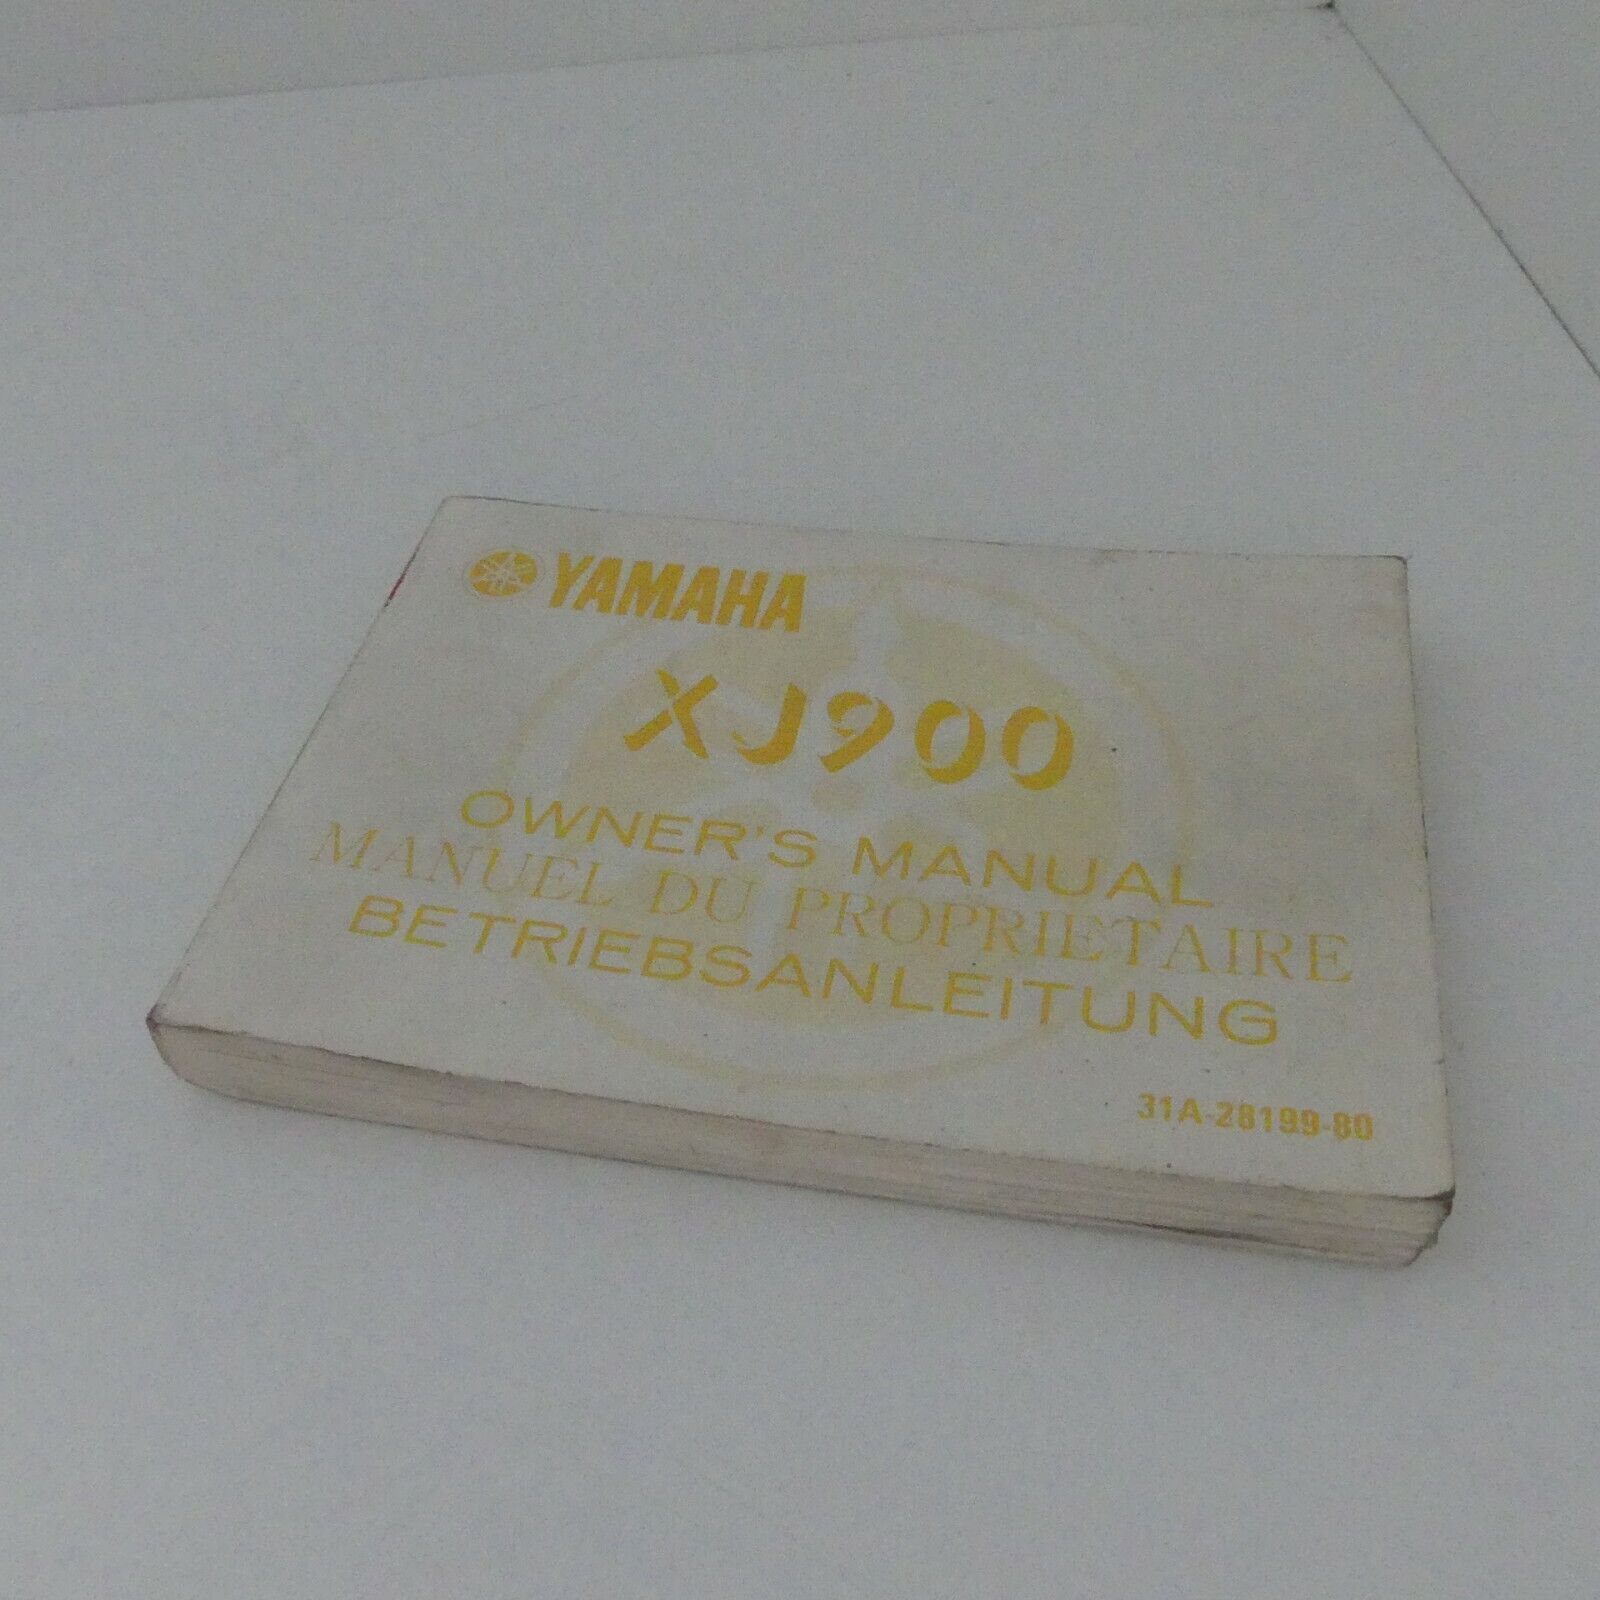 YAMAHA
XJ900
OWNER'S MANUAL
MANUEL DU PROPRIETAIRE
BETRIEBSANLEITUNG
31A-28199-80